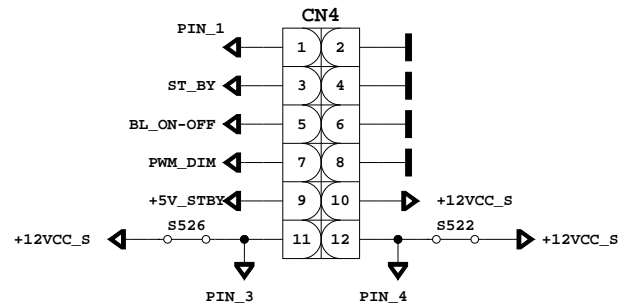 CN4
PIN_1 1 2
ST_BY 3 4
BL_ON-OFF 5 6
PWM_DIM 7 8
+5V_STBY 9 10 +12VCC_S
+12VCC_S S526 11 12 S522 +12VCC_S
PIN_3 PIN_4